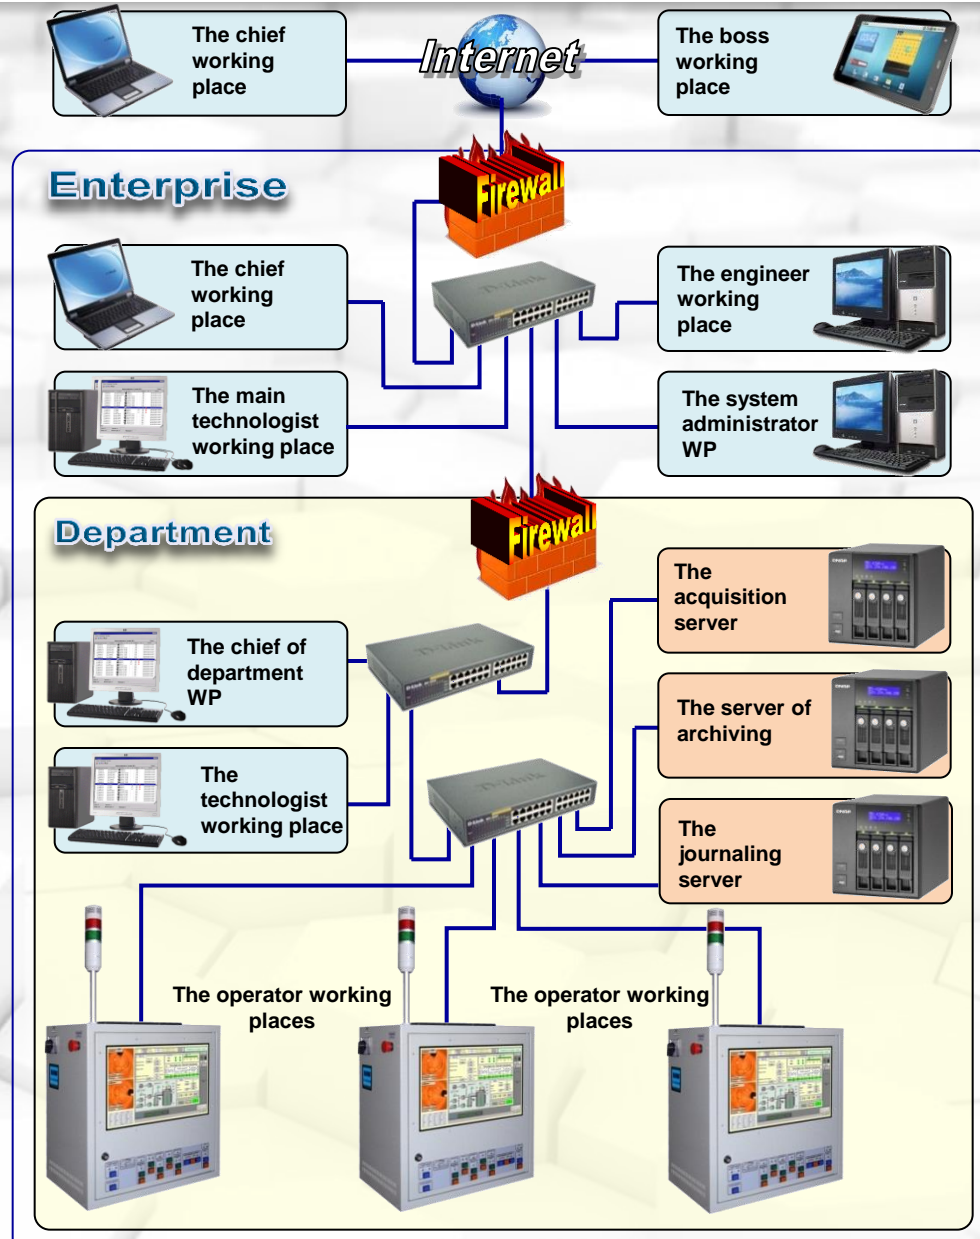 The chief
working
place
Internet
The boss
working
place
Enterprise
Firewall
The chief
working
place
D-Link
The engineer
working
place
The main
technologist
working place
The system
administrator
WP
Department
Firewall
The
acquisition
server
The chief of
department
WP
D-Link
The server of
archiving
The
technologist
working place
D-Link
The
journaling
server
The operator working
places
The operator working
places